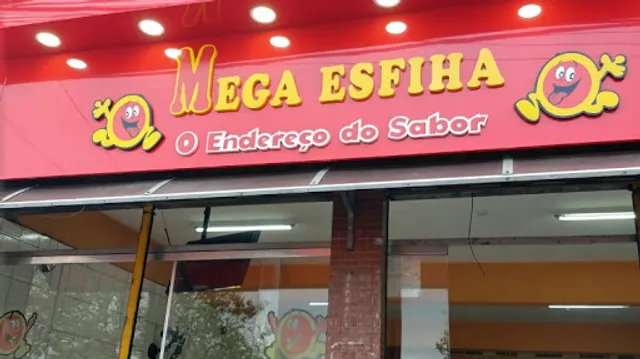 MEGA ESFIHA
O Endereço do Sabor